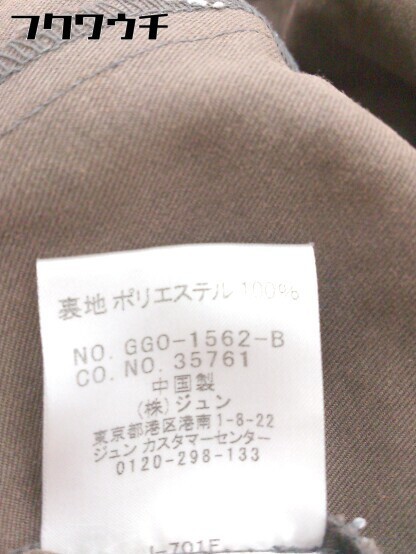 フクウウチ
裏地 ポリエステル 100%
NO. GGO-1562-B
CO. NO. 35761
中国製
(株)ジュン
東京都港区港南1-8-22
ジュン カスタマーセンター
0120-298-133
J-701F